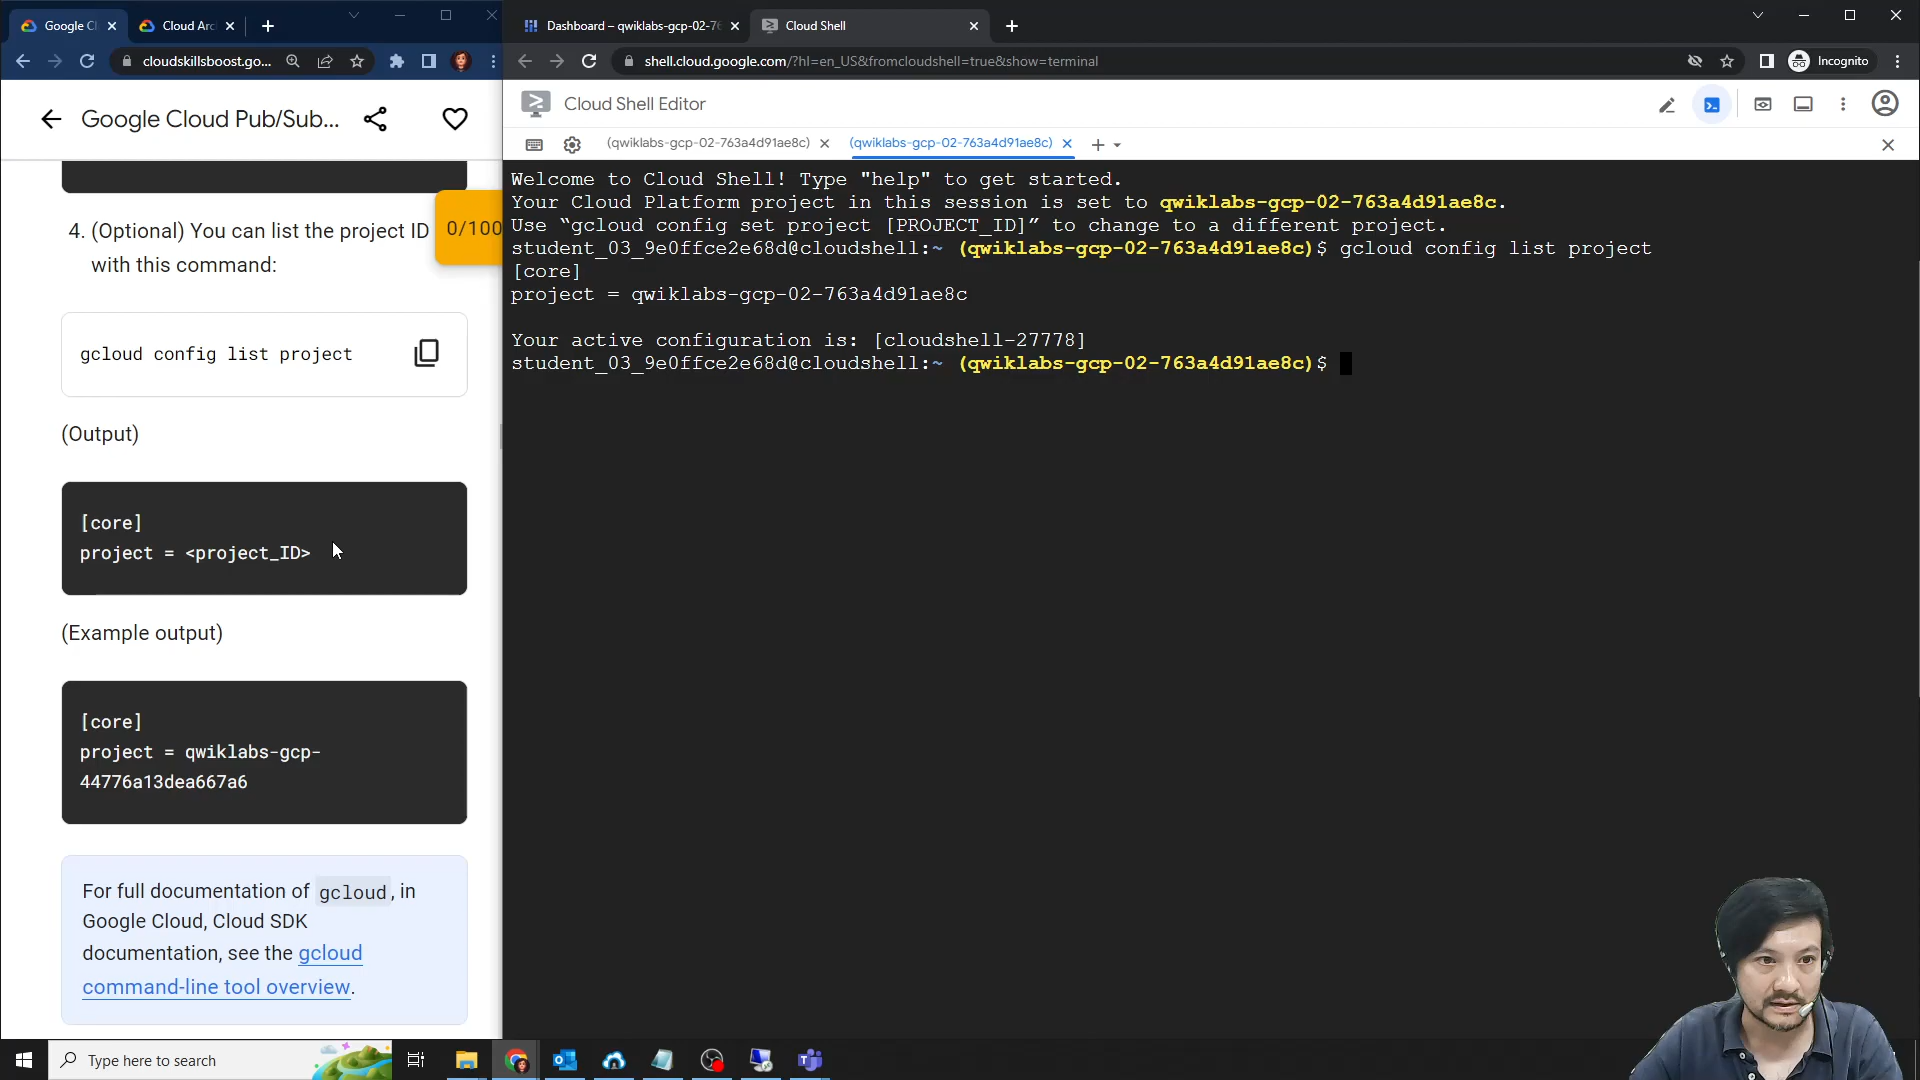 Google Cl
Cloud Arc
cloudskillsboost.go...
Google Cloud Pub/Sub...
4. (Optional) You can list the project ID
with this command:
0/100
gcloud config list project
(Output)
[core]
project = <project_ID>
(Example output)
[core]
project = qwiklabs-gcp-
44776a13dea667a6
For full documentation of gcloud, in
Google Cloud, Cloud SDK
documentation, see the gcloud
command-line tool overview.
Dashboard – qwiklabs-gcp-02-76
Cloud Shell
shell.cloud.google.com/?hl=en_US&fromcloudshell=true&show=terminal
Incognito
Cloud Shell Editor
(qwiklabs-gcp-02-763a4d91ae8c)
(qwiklabs-gcp-02-763a4d91ae8c)
Welcome to Cloud Shell! Type "help" to get started.
Your Cloud Platform project in this session is set to qwiklabs-gcp-02-763a4d91ae8c.
Use “gcloud config set project [PROJECT_ID]” to change to a different project.
student_03_9e0ffce2e68d@cloudshell:~ (qwiklabs-gcp-02-763a4d91ae8c)$ gcloud config list project
[core]
project = qwiklabs-gcp-02-763a4d91ae8c
Your active configuration is: [cloudshell-27778]
student_03_9e0ffce2e68d@cloudshell:~ (qwiklabs-gcp-02-763a4d91ae8c)$
Type here to search